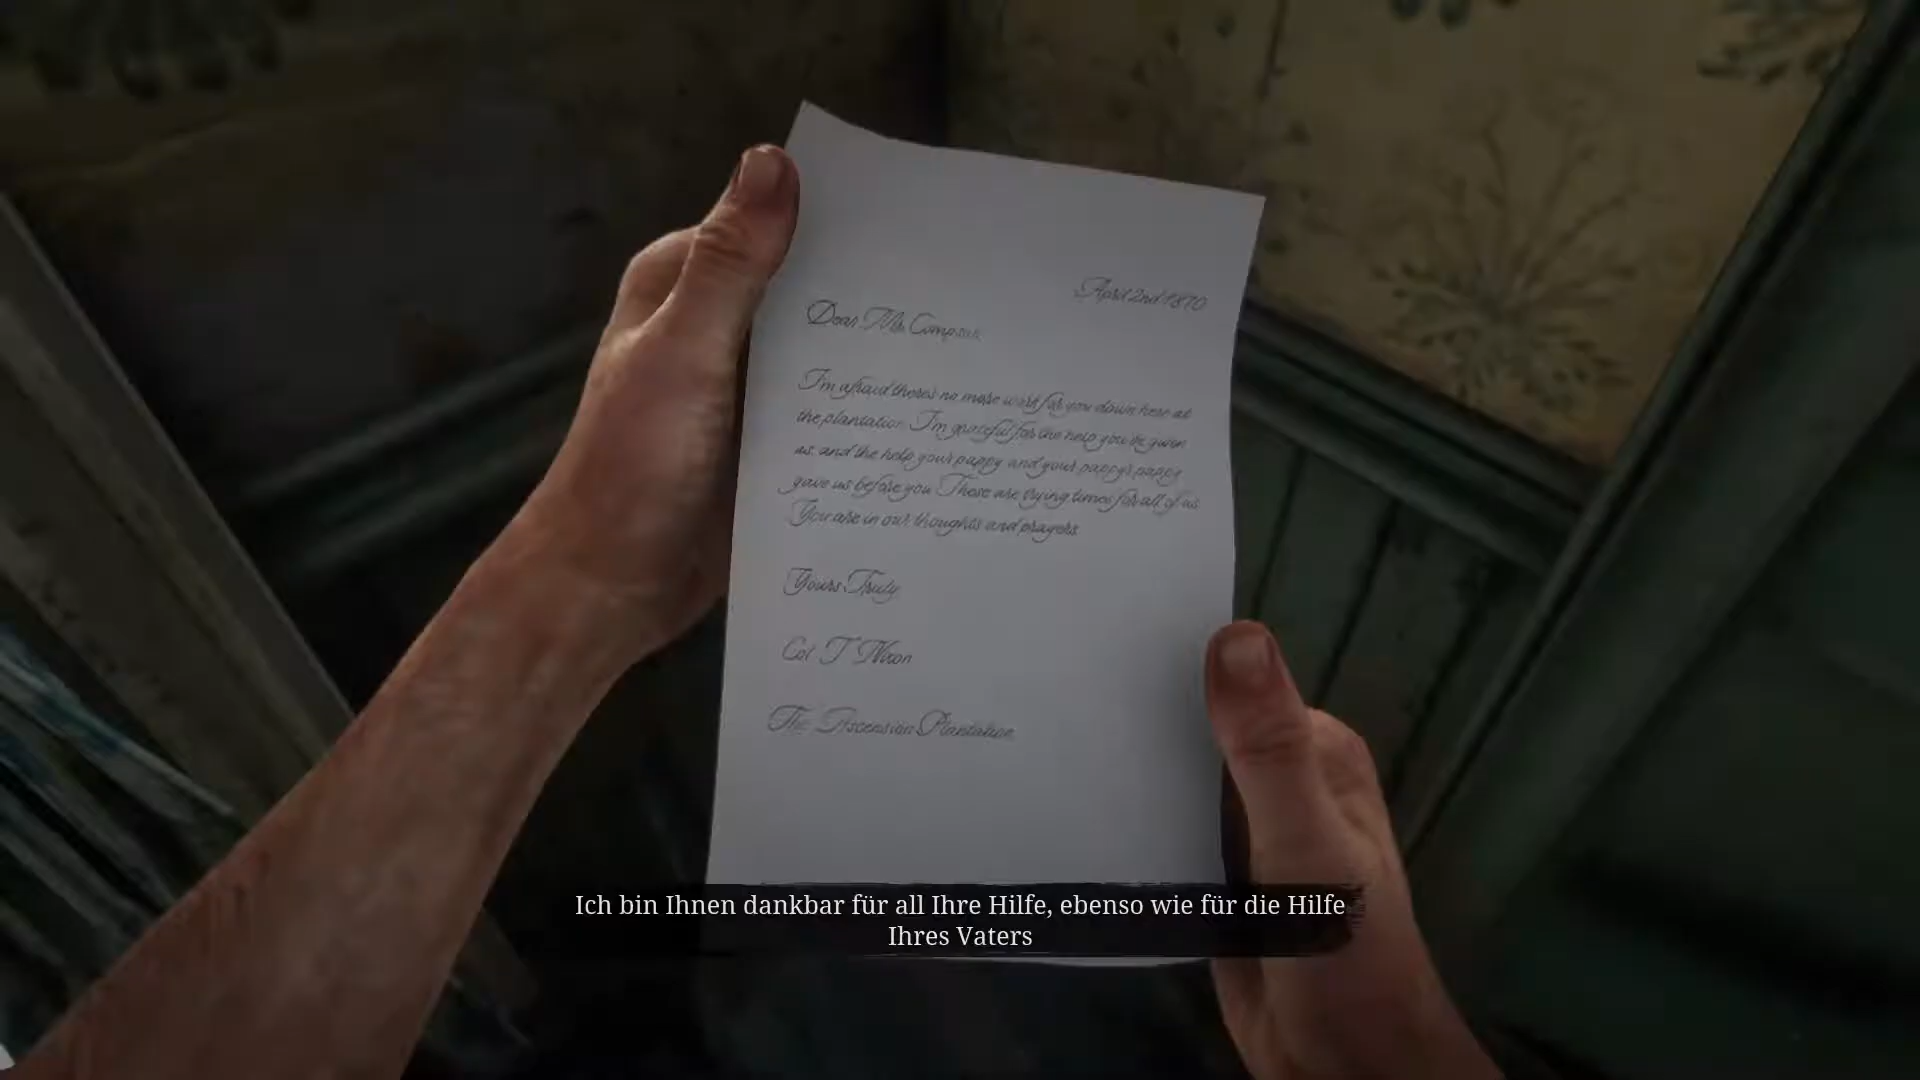 April 2nd 1870
Dear Mr. Compson
I'm afraid there's no more work for you down here at
the plantation. I'm grateful for the help you've given
us, and the help your pappy and your pappy's pappy
gave us before you. These are trying times for all of us.
You are in our thoughts and prayers.
Yours Truly
Col T Nixon
The Ascension Plantation
Ich bin Ihnen dankbar für all Ihre Hilfe, ebenso wie für die Hilfe
Ihres Vaters